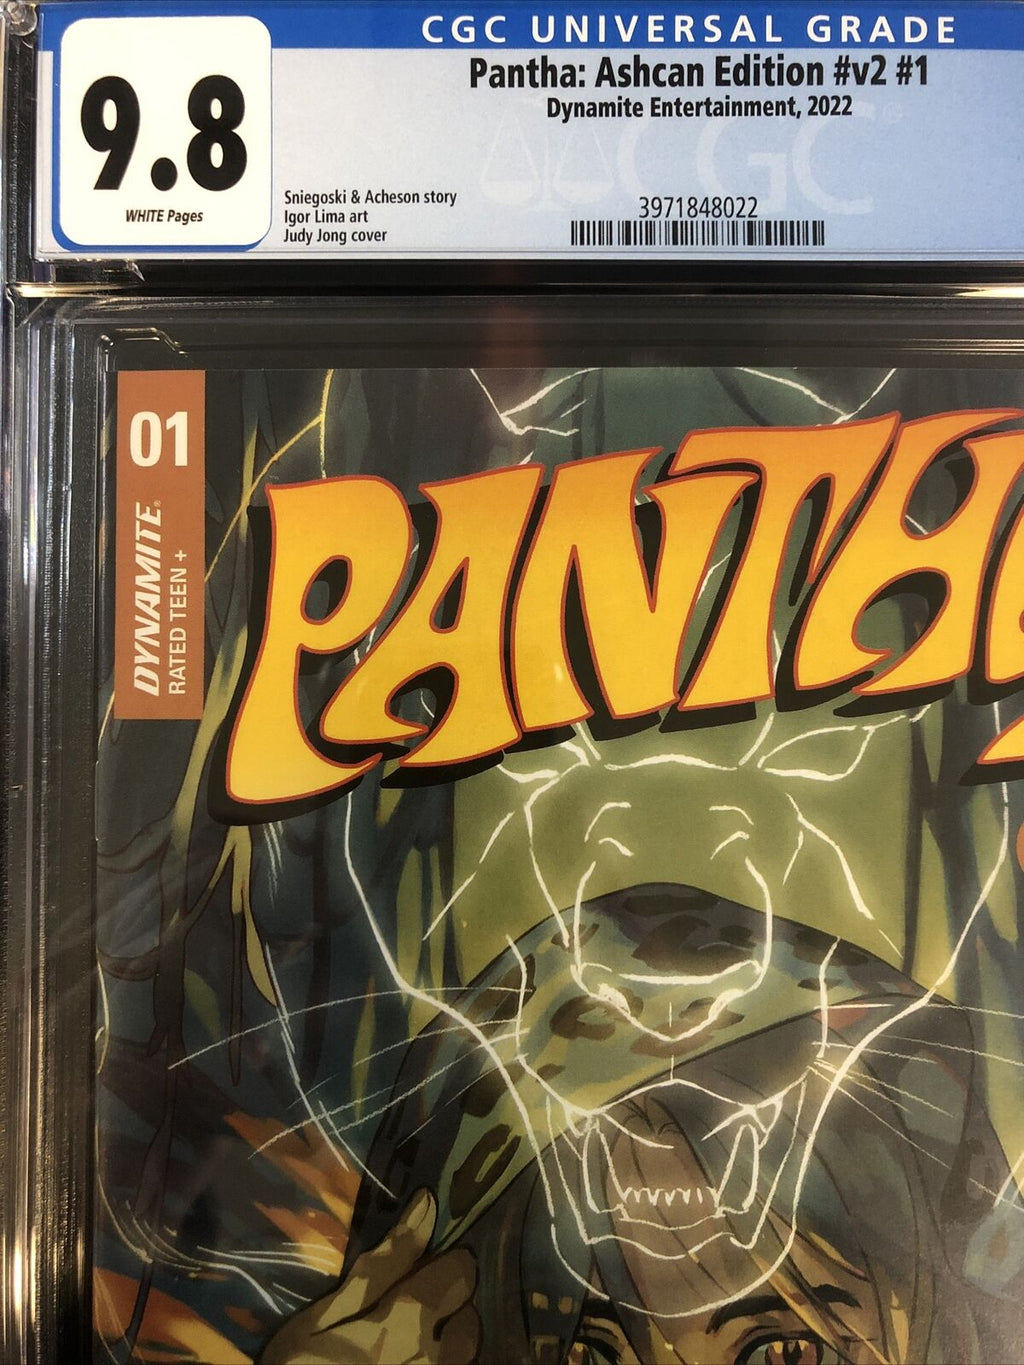 CGC UNIVERSAL GRADE
9.8
WHITE Pages
Pantha: Ashcan Edition #v2 #1
Dynamite Entertainment, 2022
CGC
Sniegoski & Acheson story
Igor Lima art
Judy Jong cover
3971848022
01
DYNAMITE®
RATED TEEN +
PANTH